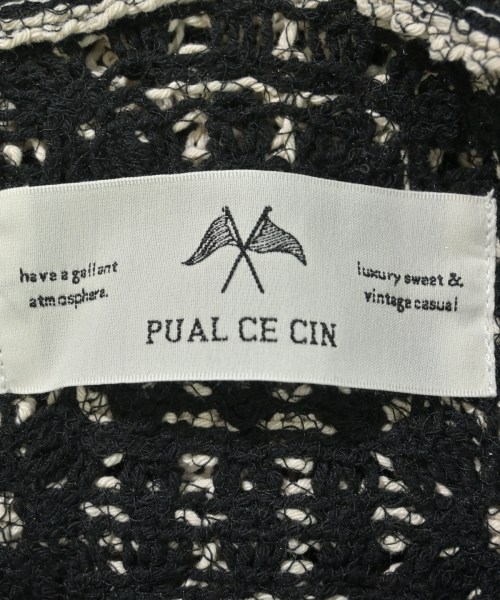 have a gallant
atmosphere.
luxury sweet &
vintage casual
PUAL CE CIN